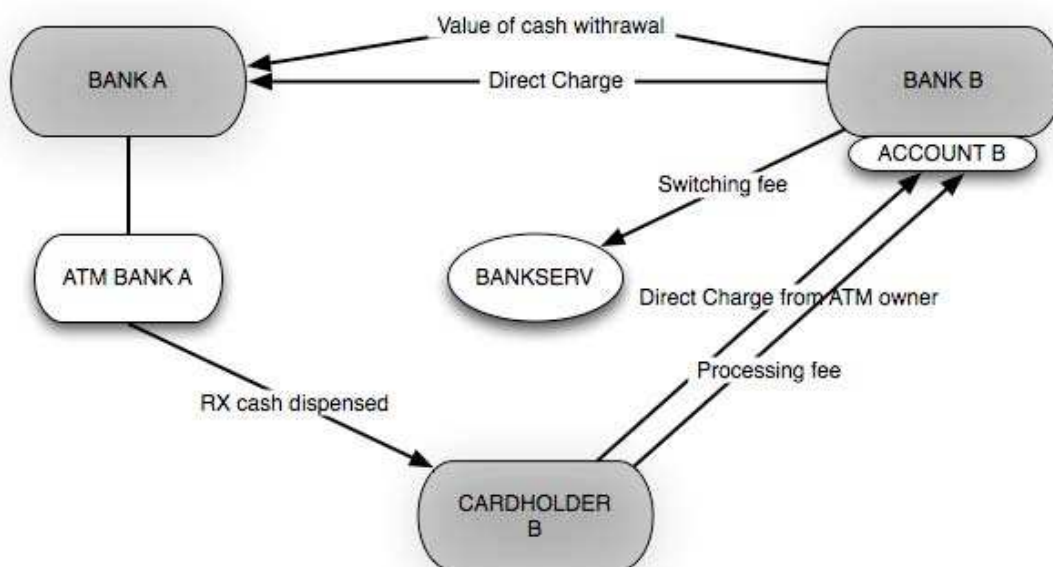 Value of cash withrawal
BANK A
Direct Charge
BANK B
ACCOUNT B
Switching fee
ATM BANK A
BANKSERV
Direct Charge from ATM owner
Processing fee
RX cash dispensed
CARDHOLDER
B